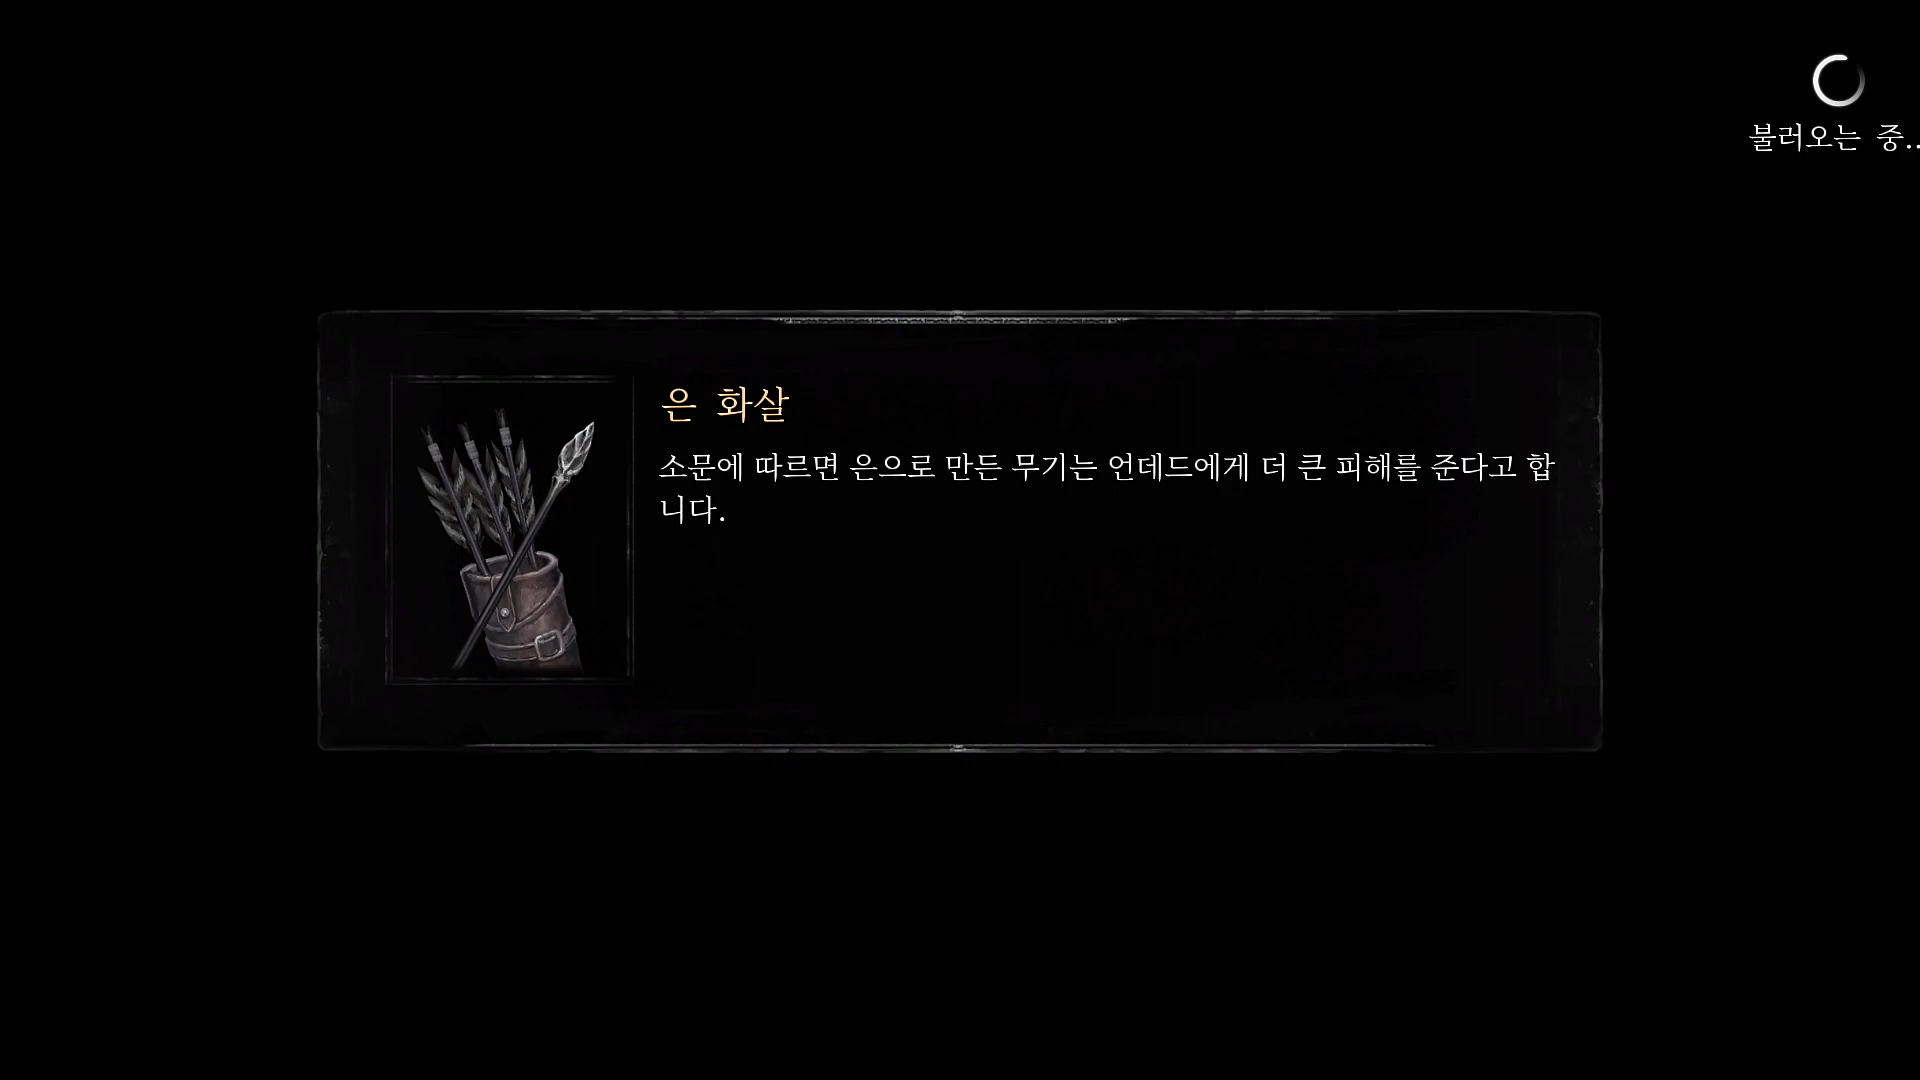 불러오는 중..
은 화살
소문에 따르면 은으로 만든 무기는 언데드에게 더 큰 피해를 준다고 합
니다.